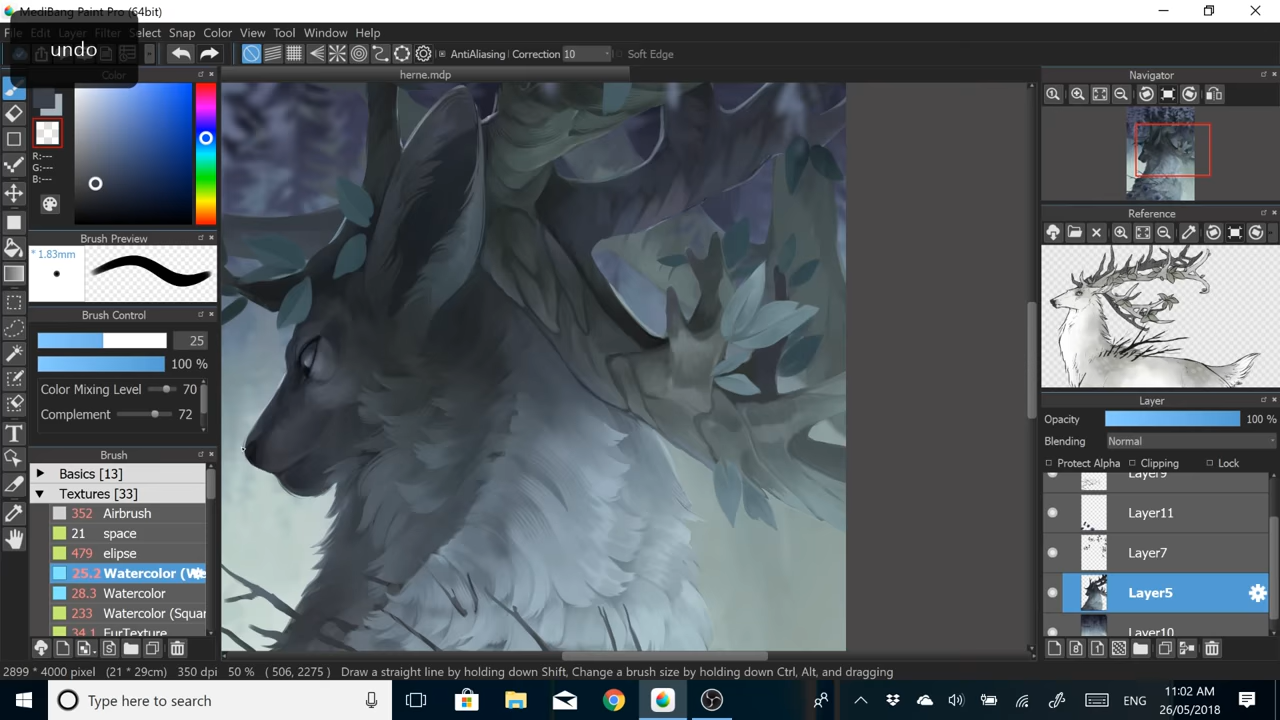 MediBang Paint Pro (64bit)
File Edit Layer Filter Select Snap Color View Tool Window Help
undo
AntiAliasing Correction 10 Soft Edge
Color
herne.mdp
Navigator
R:---
G:---
B:---
Reference
Brush Preview
* 1.83mm
Brush Control
25
100 %
Color Mixing Level 70
Complement 72
Layer
Opacity 100 %
Blending Normal
Protect Alpha Clipping Lock
Brush
Basics [13]
Textures [33]
352 Airbrush
21 space
479 elipse
25.2 Watercolor (We
28.3 Watercolor
233 Watercolor (Squar
34.1 FurTexture
Layer9
Layer11
Layer7
Layer5
Layer10
2899 * 4000 pixel (21 * 29cm) 350 dpi 50 % ( 506, 2275 ) Draw a straight line by holding down Shift, Change a brush size by holding down Ctrl, Alt, and dragging
Type here to search
ENG
11:02 AM
26/05/2018